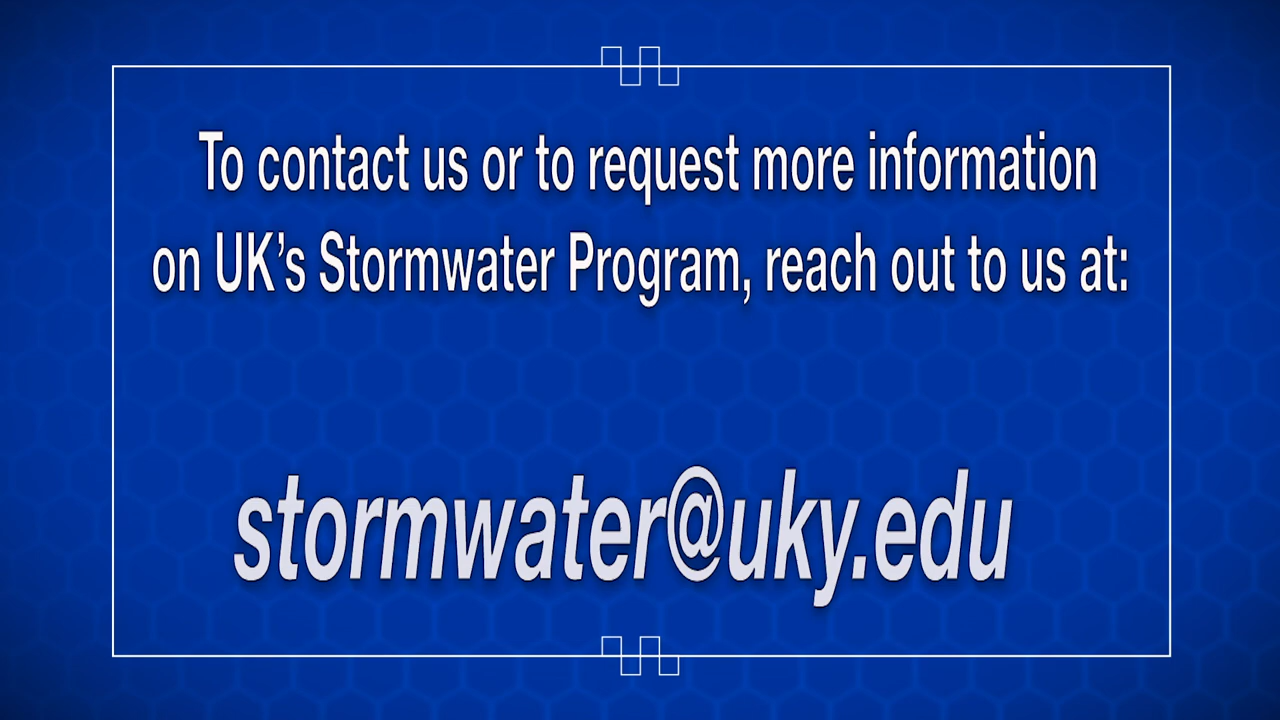 To contact us or to request more information
on UK’s Stormwater Program, reach out to us at:
stormwater@uky.edu